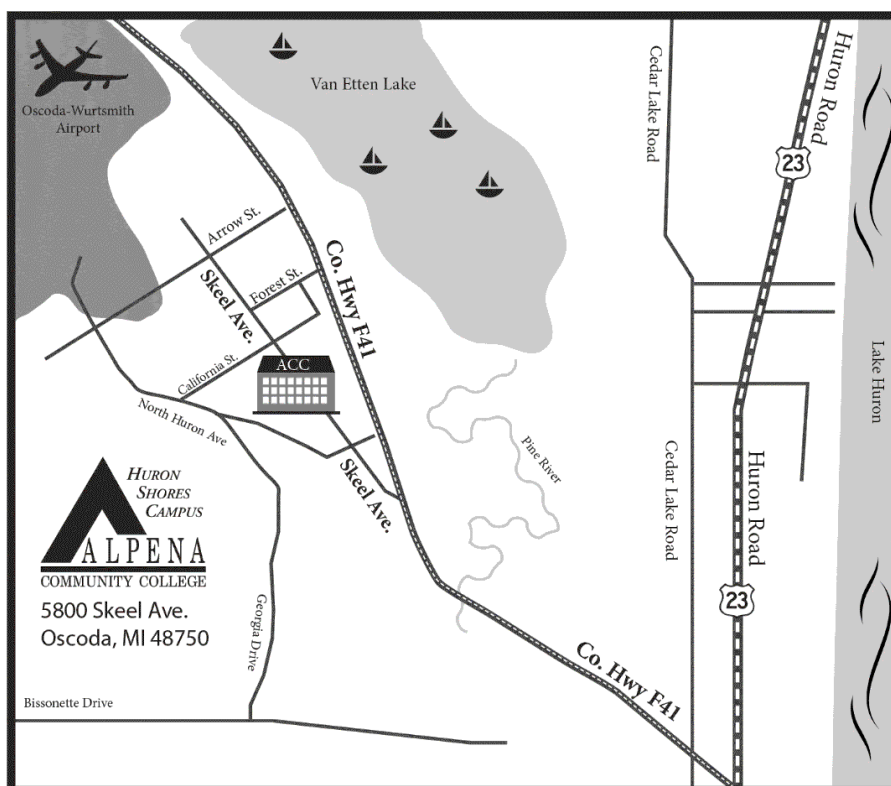 Oscoda-Wurtsmith
Airport
Van Etten Lake
Cedar Lake Road
Huron Road
23
Arrow St.
Skeel Ave.
Forest St.
Co. Hwy F41
California St.
ACC
North Huron Ave
Skeel Ave.
Pine River
Lake Huron
Cedar Lake Road
Huron Road
23
HURON
SHORES
CAMPUS
ALPENA
COMMUNITY COLLEGE
5800 Skeel Ave.
Oscoda, MI 48750
Georgia Drive
Co. Hwy F41
Bissonette Drive